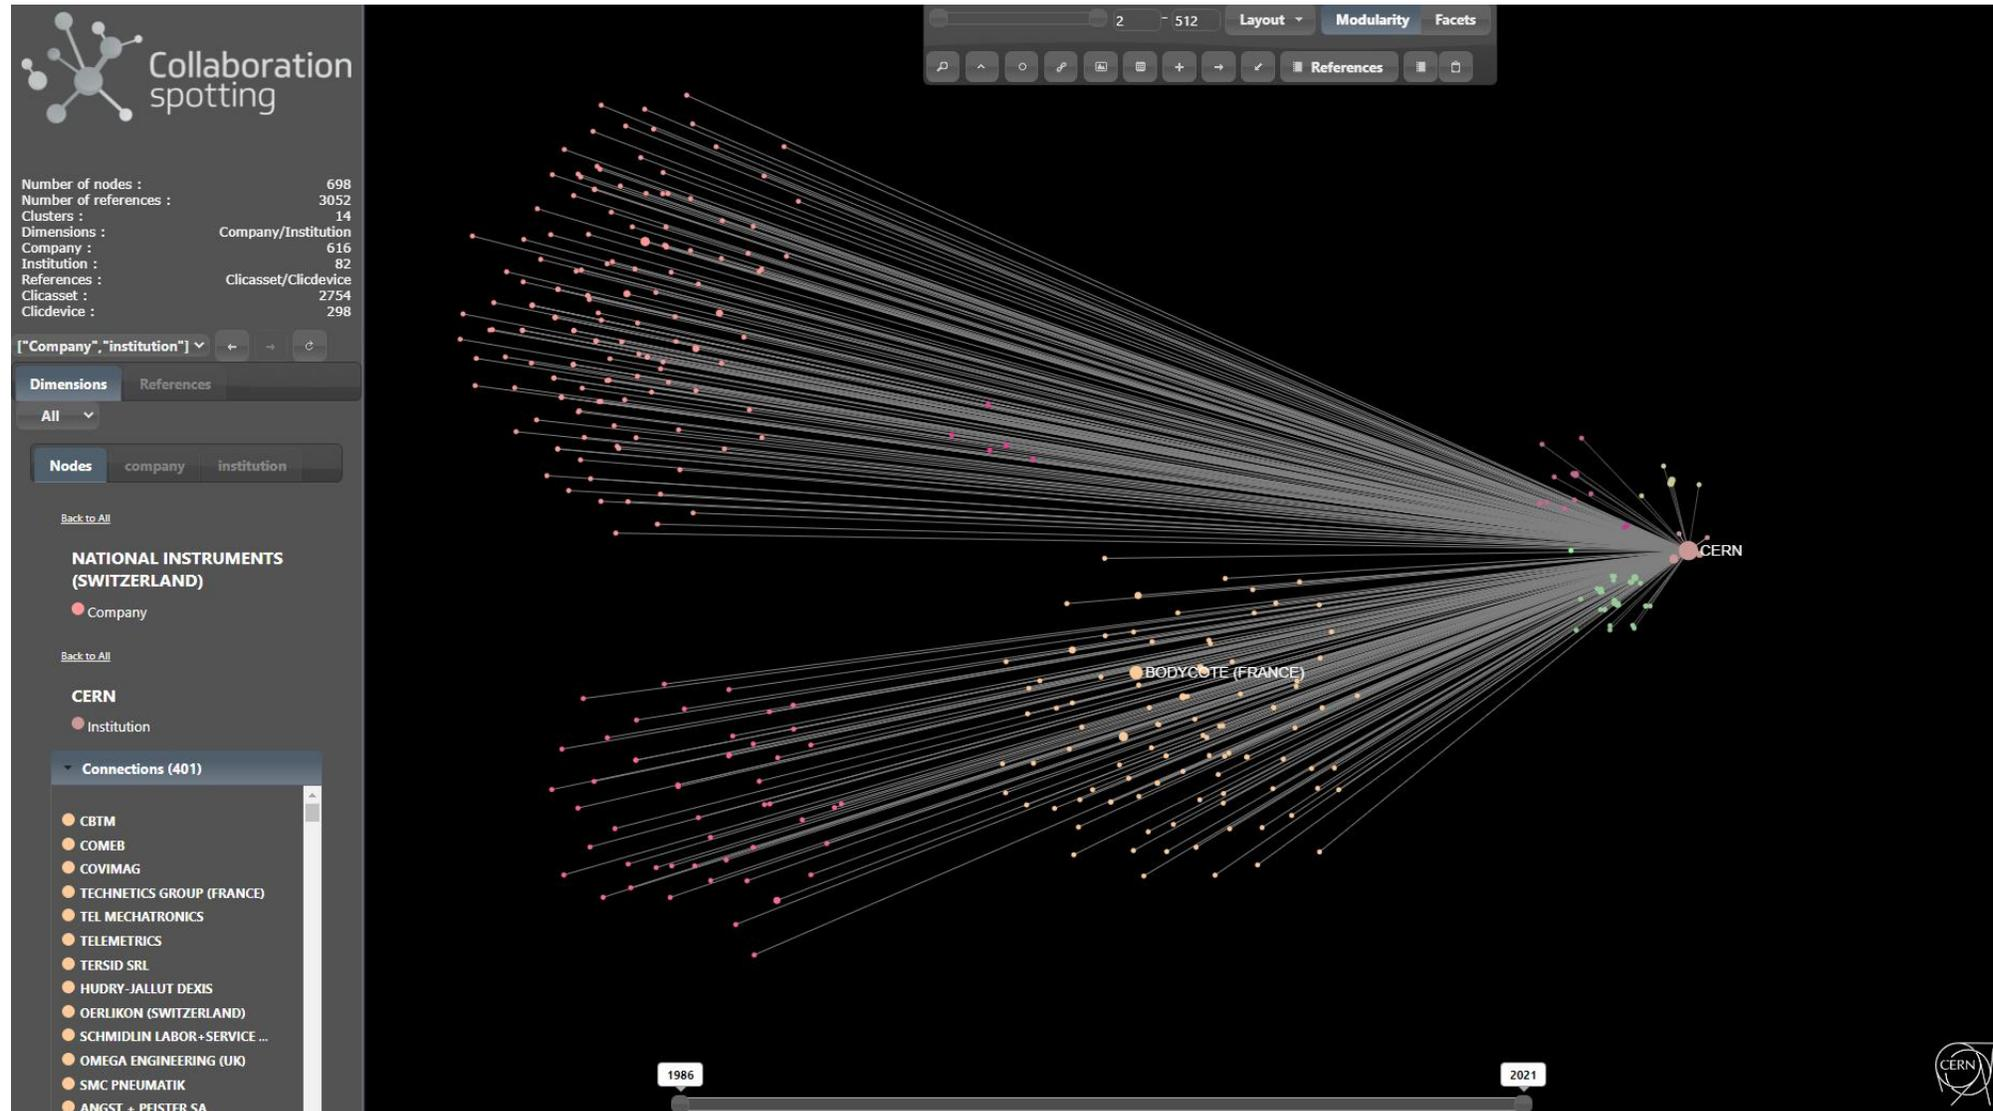 Collaboration
spotting
2 - 512 Layout Modularity Facets
References
Number of nodes : 698
Number of references : 3052
Clusters : 14
Dimensions : Company/Institution
Company : 616
Institution : 82
References : Clicasset/Clicdevice
Clicasset : 2754
Clicdevice : 298
["Company","institution"]
Dimensions References
All
Nodes company institution
Back to All
NATIONAL INSTRUMENTS
(SWITZERLAND)
Company
Back to All
CERN
Institution
Connections (401)
CBTM
COMEB
COVIMAG
TECHNETICS GROUP (FRANCE)
TEL MECHATRONICS
TELEMETRICS
TERSID SRL
HUDRY-JALLUT DEXIS
OERLIKON (SWITZERLAND)
SCHMIDLIN LABOR+SERVICE ...
OMEGA ENGINEERING (UK)
SMC PNEUMATIK
ANGST + PFISTER SA
CERN
BODYCOTE (FRANCE)
1986
2021
CERN